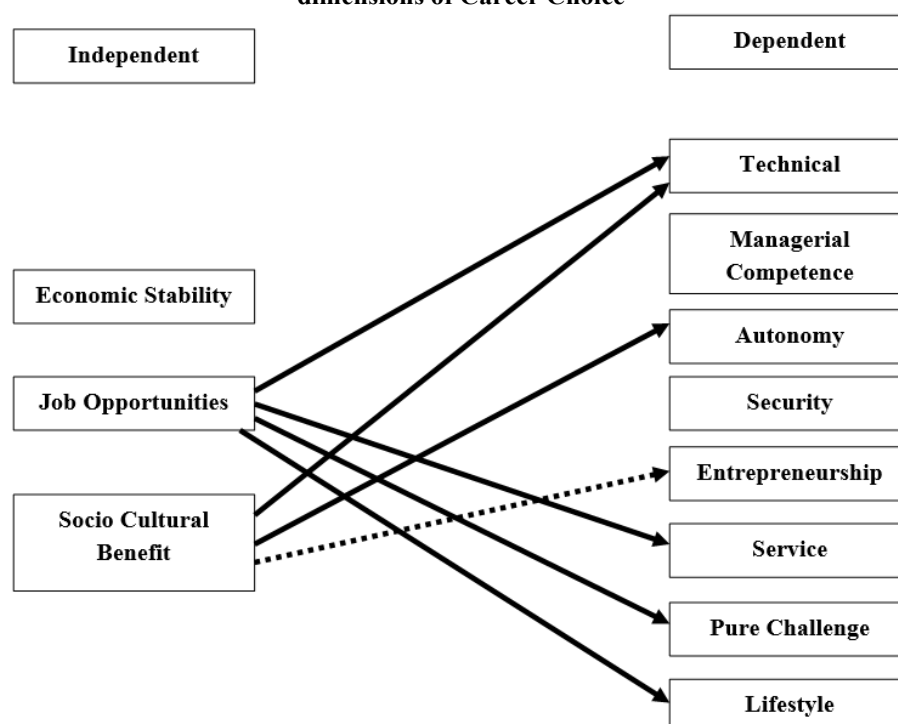 dimensions of Career Choice
Independent
Dependent
Technical
Managerial
Competence
Economic Stability
Autonomy
Job Opportunities
Security
Entrepreneurship
Socio Cultural
Benefit
Service
Pure Challenge
Lifestyle